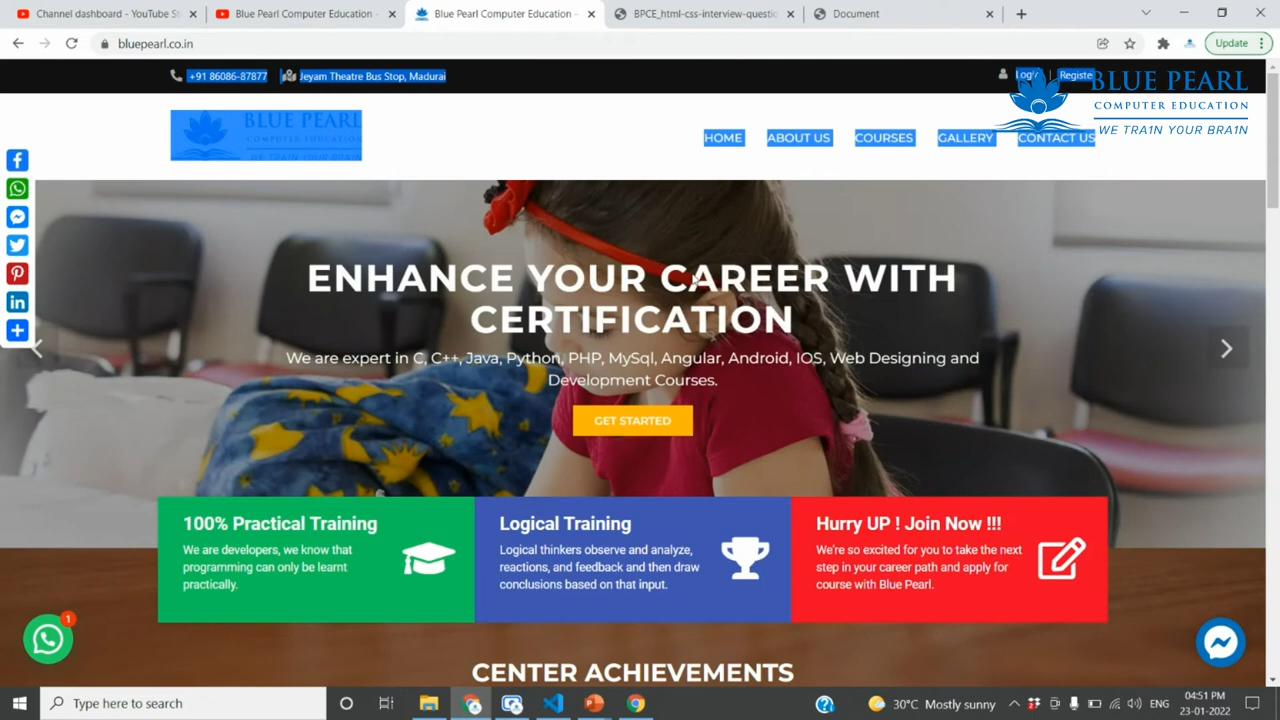 Channel dashboard - YouTube St
Blue Pearl Computer Education -
Blue Pearl Computer Education -
BPCE_html-css-interview-questio
Document
bluepearl.co.in
Update
+91 86086-87877
Jeyam Theatre Bus Stop, Madurai
Login
Registe
BLUE PEARL
COMPUTER EDUCATION
WE TRA1N YOUR BRA1N
BLUE PEARL
COMPUTER EDUCATION
WE TRA1N YOUR BRA1N
HOME
ABOUT US
COURSES
GALLERY
CONTACT US
ENHANCE YOUR CAREER WITH
CERTIFICATION
We are expert in C, C++, Java, Python, PHP, MySql, Angular, Android, IOS, Web Designing and
Development Courses.
GET STARTED
100% Practical Training
We are developers, we know that
programming can only be learnt
practically.
Logical Training
Logical thinkers observe and analyze,
reactions, and feedback and then draw
conclusions based on that input.
Hurry UP ! Join Now !!!
We're so excited for you to take the next
step in your career path and apply for
course with Blue Pearl.
1
CENTER ACHIEVEMENTS
Type here to search
30°C Mostly sunny
ENG
04:51 PM
23-01-2022